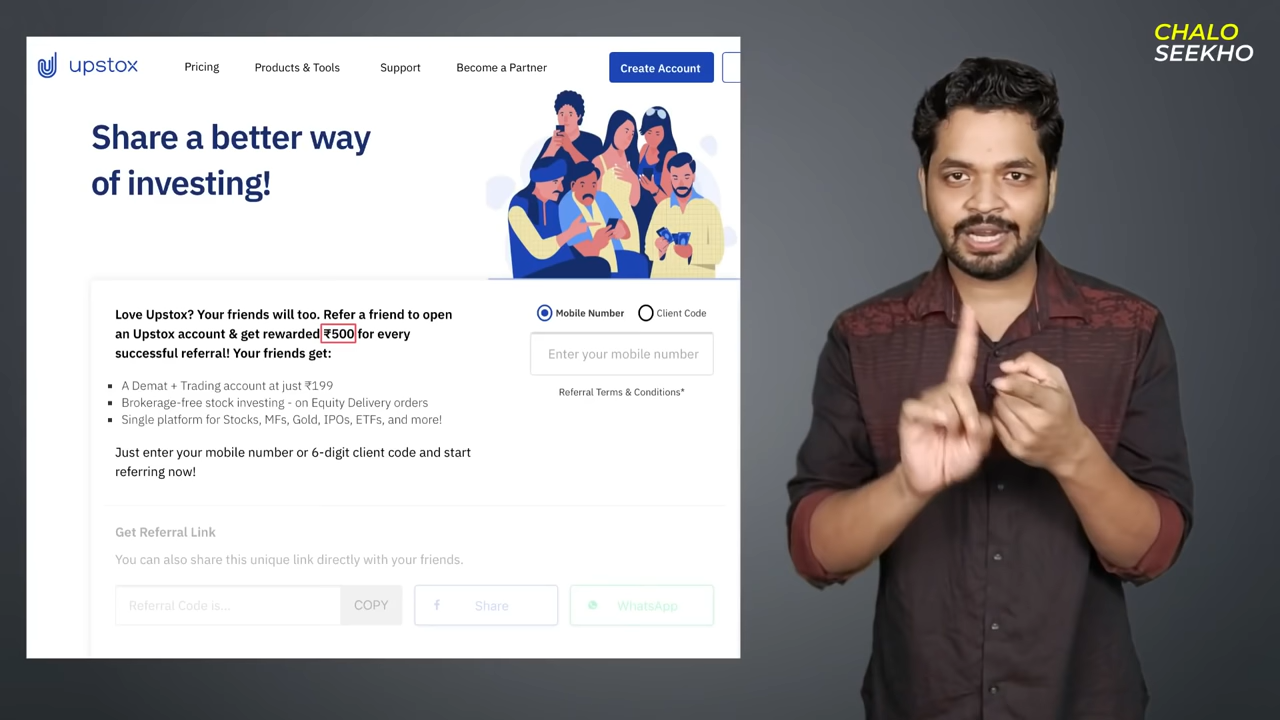 CHALO
SEEKHO
upstox
Pricing
Products & Tools
Support
Become a Partner
Create Account
Share a better way
of investing!
Love Upstox? Your friends will too. Refer a friend to open
an Upstox account & get rewarded ₹500 for every
successful referral! Your friends get:
A Demat + Trading account at just ₹199
Brokerage-free stock investing - on Equity Delivery orders
Single platform for Stocks, MFs, Gold, IPOs, ETFs, and more!
Just enter your mobile number or 6-digit client code and start
referring now!
Mobile Number
Client Code
Enter your mobile number
Referral Terms & Conditions*
Get Referral Link
You can also share this unique link directly with your friends.
Referral Code is...
COPY
Share
WhatsApp